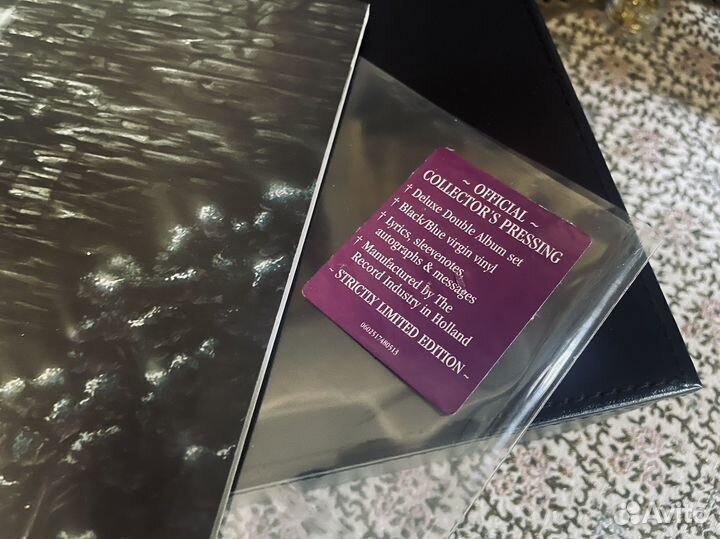 ~ OFFICIAL ~
COLLECTOR'S PRESSING
† Deluxe Double Album set
† Black/Blue virgin vinyl
† Lyrics, sleevenotes,
autographs & messages
† Manufactured by The
Record Industry in Holland
~ STRICTLY LIMITED EDITION ~
0602517480513
Avito